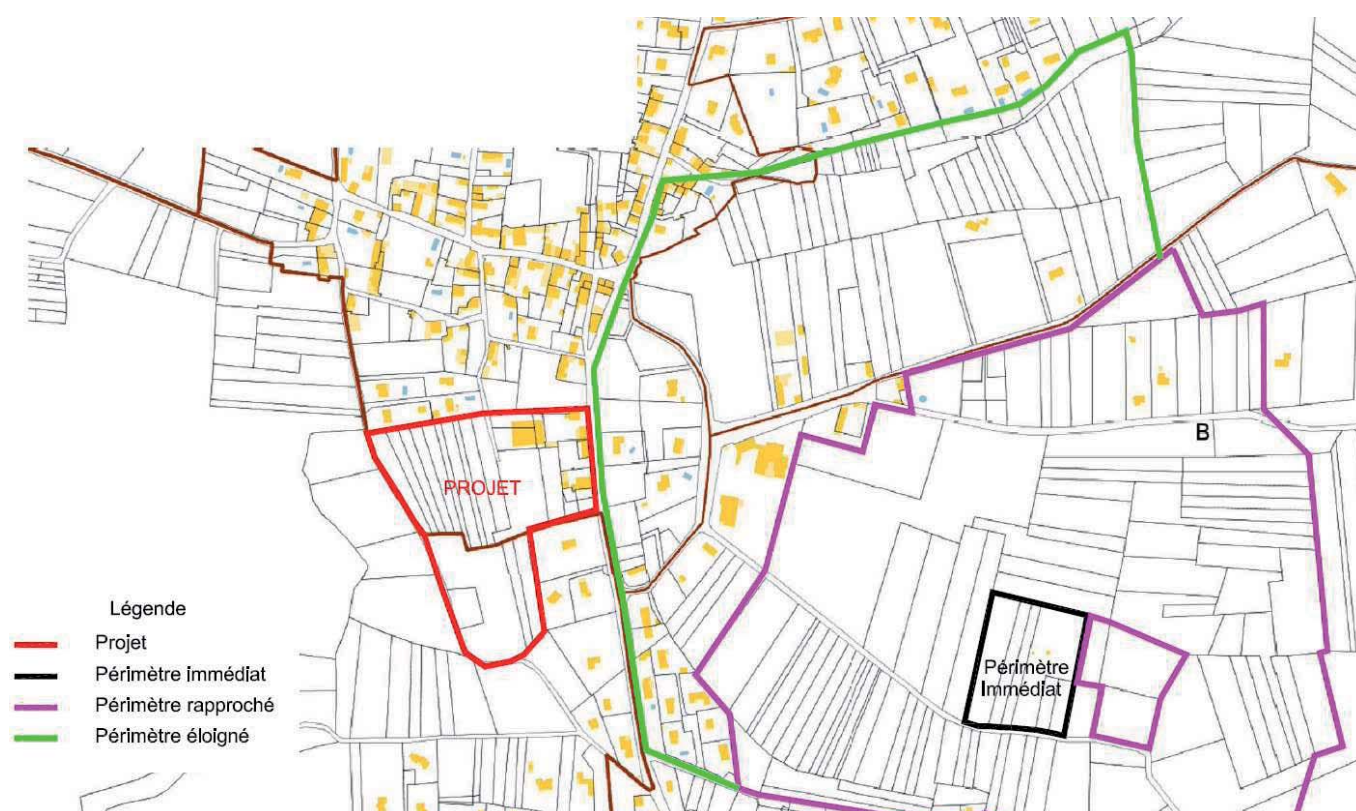 B
PROJET
Périmètre
Immédiat
Légende
Projet
Périmètre immédiat
Périmètre rapproché
Périmètre éloigné